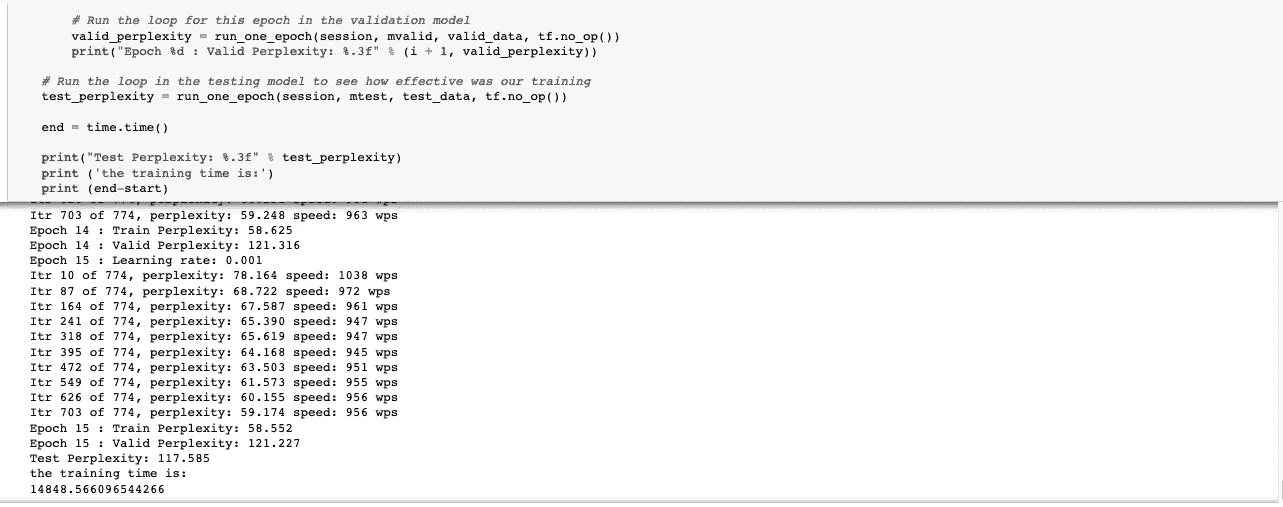 # Run the loop for this epoch in the validation model
valid_perplexity = run_one_epoch(session, mvalid, valid_data, tf.no_op())
print("Epoch %d : Valid Perplexity: %.3f" % (i + 1, valid_perplexity))
# Run the loop in the testing model to see how effective was our training
test_perplexity = run_one_epoch(session, mtest, test_data, tf.no_op())
end = time.time()
print("Test Perplexity: %.3f" % test_perplexity)
print ('the training time is:')
print (end-start)
Itr 703 of 774, perplexity: 59.248 speed: 963 wps
Epoch 14 : Train Perplexity: 58.625
Epoch 14 : Valid Perplexity: 121.316
Epoch 15 : Learning rate: 0.001
Itr 10 of 774, perplexity: 78.164 speed: 1038 wps
Itr 87 of 774, perplexity: 68.722 speed: 972 wps
Itr 164 of 774, perplexity: 67.587 speed: 961 wps
Itr 241 of 774, perplexity: 65.390 speed: 947 wps
Itr 318 of 774, perplexity: 65.619 speed: 947 wps
Itr 395 of 774, perplexity: 64.168 speed: 945 wps
Itr 472 of 774, perplexity: 63.503 speed: 951 wps
Itr 549 of 774, perplexity: 61.573 speed: 955 wps
Itr 626 of 774, perplexity: 60.155 speed: 956 wps
Itr 703 of 774, perplexity: 59.174 speed: 956 wps
Epoch 15 : Train Perplexity: 58.552
Epoch 15 : Valid Perplexity: 121.227
Test Perplexity: 117.585
the training time is:
14848.566096544266